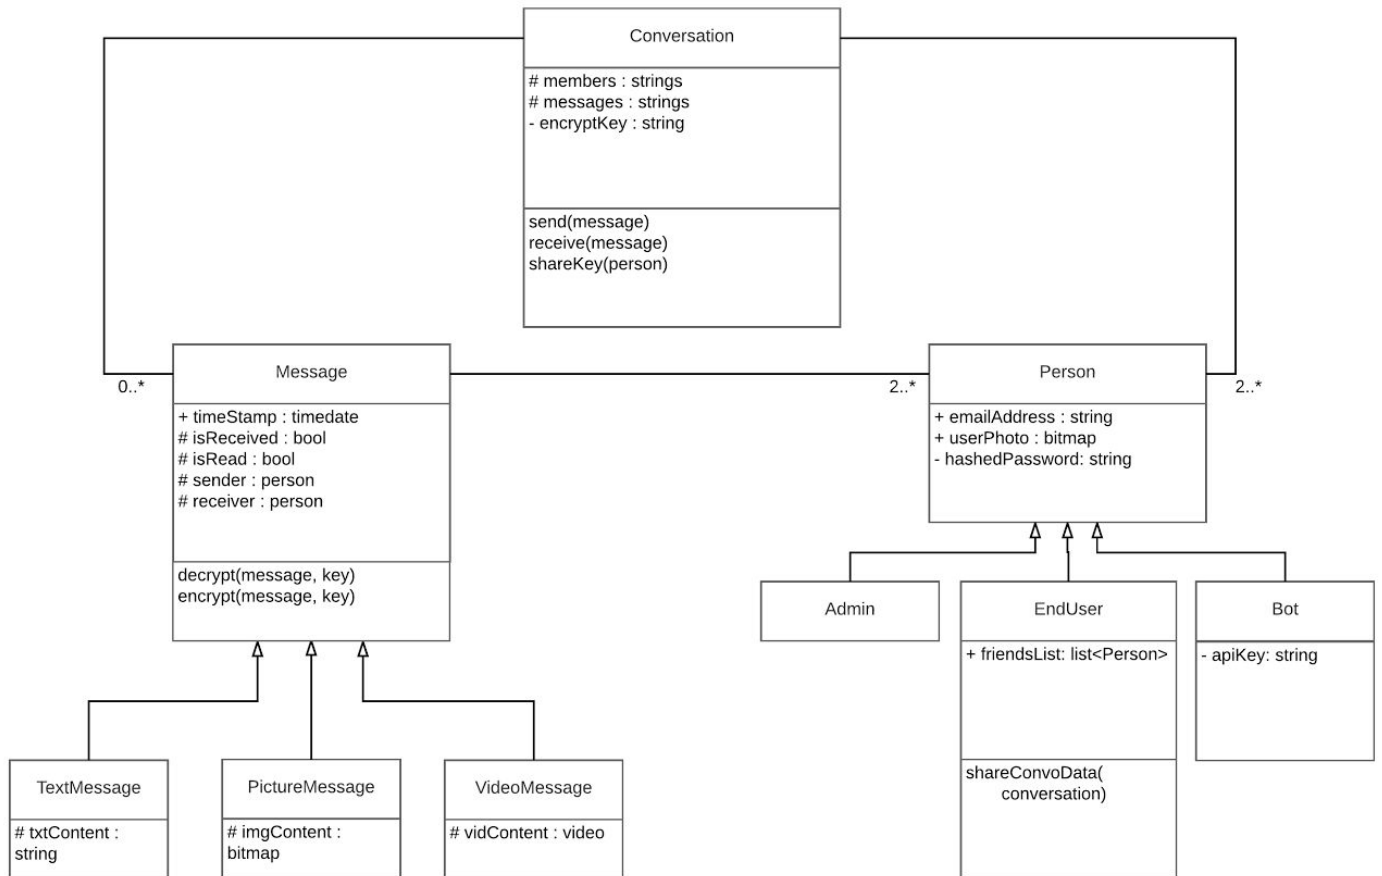 Conversation
# members : strings
# messages : strings
- encryptKey : string
send(message)
receive(message)
shareKey(person)
Message
0..*
2..*
Person
2..*
+ timeStamp : timedate
# isReceived : bool
# isRead : bool
# sender : person
# receiver : person
decrypt(message, key)
encrypt(message, key)
+ emailAddress : string
+ userPhoto : bitmap
- hashedPassword: string
Admin
EndUser
+ friendsList: list<Person>
shareConvoData(
conversation)
Bot
- apiKey: string
TextMessage
# txtContent :
string
PictureMessage
# imgContent :
bitmap
VideoMessage
# vidContent : video